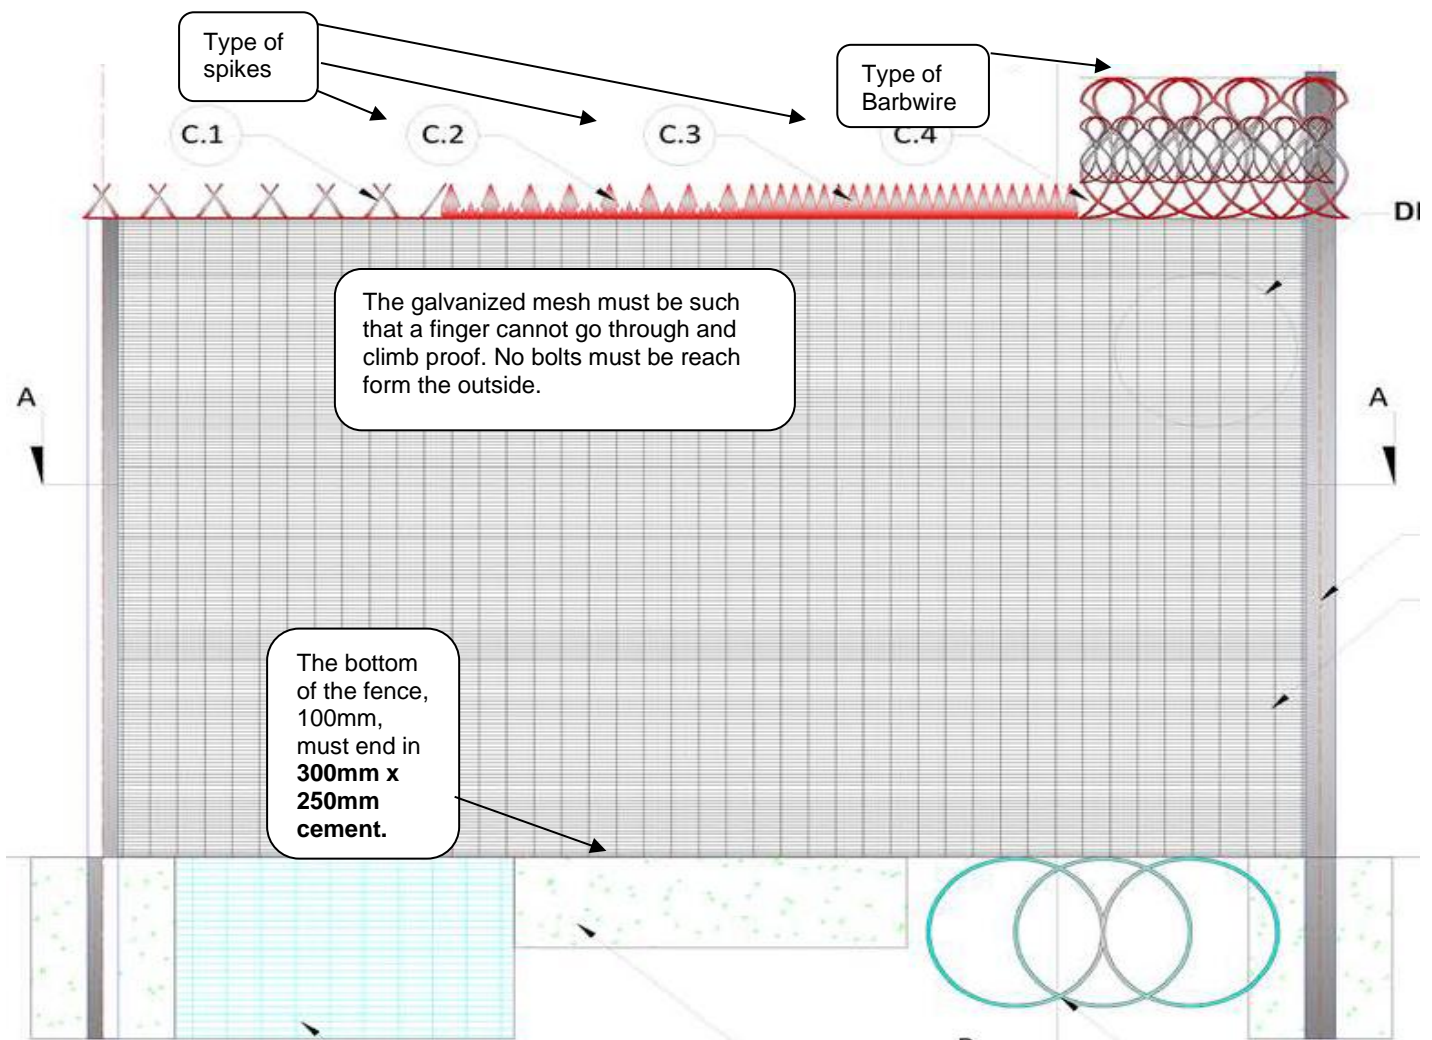 Type of
spikes
Type of
Barbwire
C.1
C.2
C.3
C.4
The galvanized mesh must be such
that a finger cannot go through and
climb proof. No bolts must be reach
form the outside.
A
A
The bottom
of the fence,
100mm,
must end in
300mm x
250mm
cement.